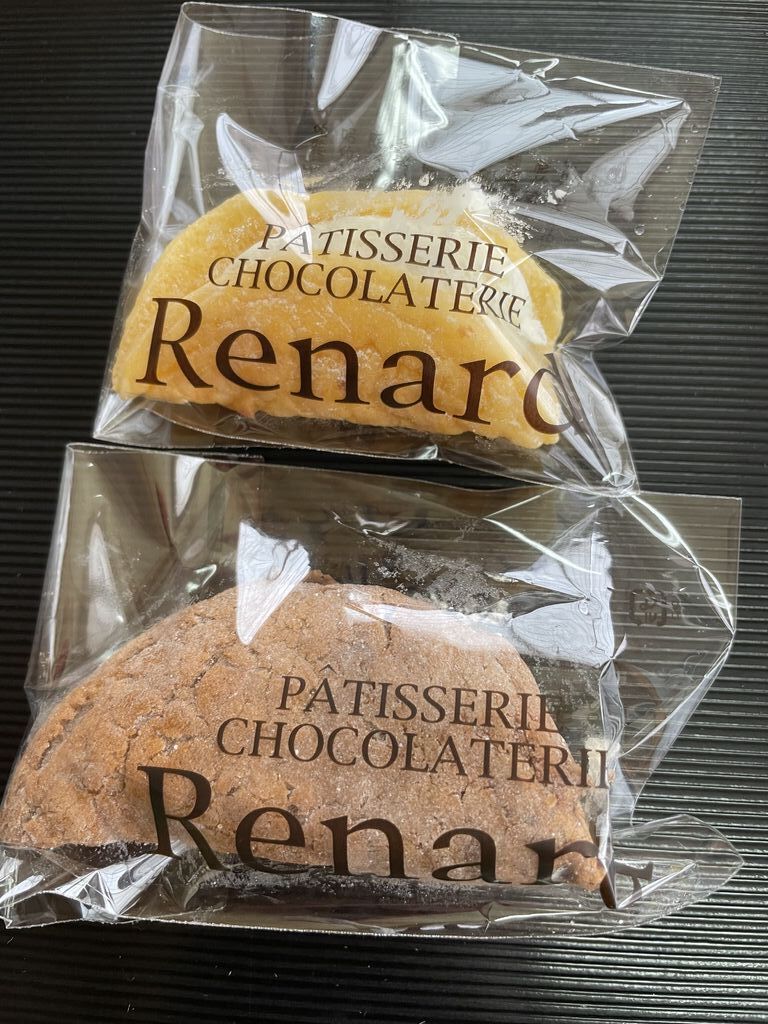 PÂTISSERIE
CHOCOLATERIE
Renard
PÂTISSERIE
CHOCOLATERIE
Renard